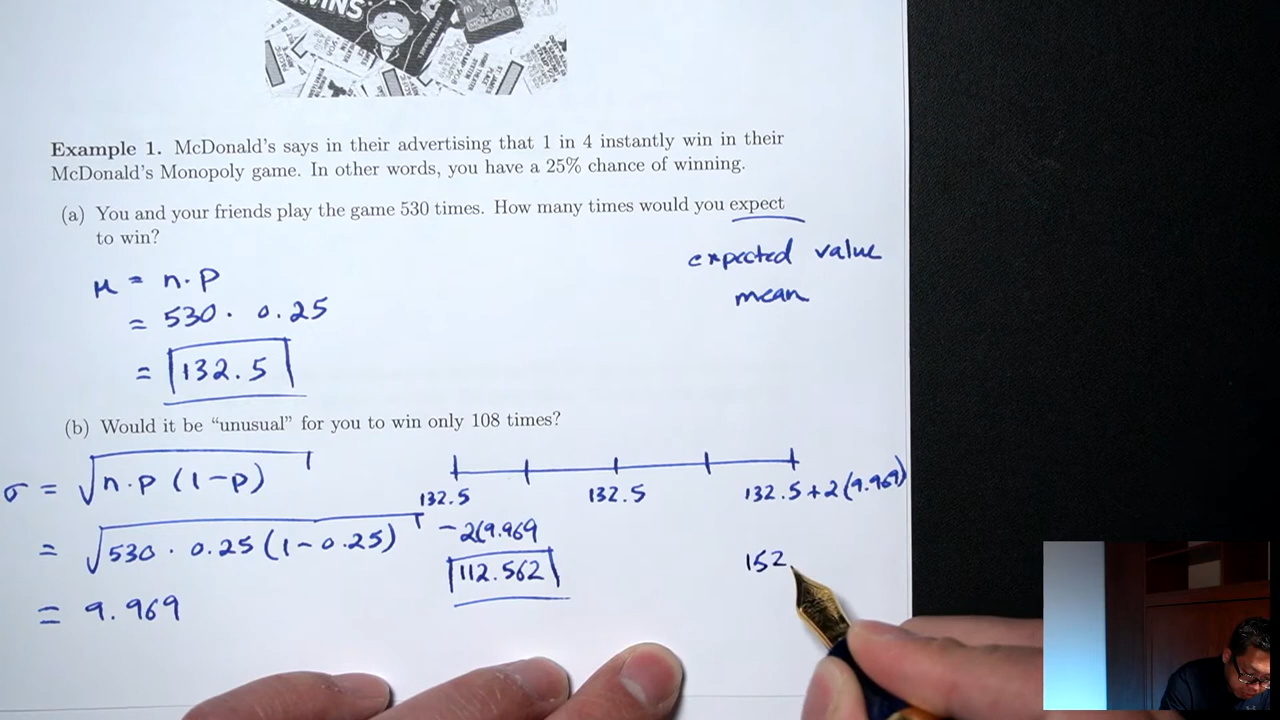 WINS
Example 1. McDonald's says in their advertising that 1 in 4 instantly win in their
McDonald's Monopoly game. In other words, you have a 25% chance of winning.
(a) You and your friends play the game 530 times. How many times would you expect
to win?
expected value
mean
μ = n·p
= 530 · 0.25
= 132.5
(b) Would it be “unusual” for you to win only 108 times?
σ = √n·p (1-p)
= √530 · 0.25 (1-0.25)
= 9.969
132.5 132.5 132.5+2(9.969)
-2(9.969
112.562
152.